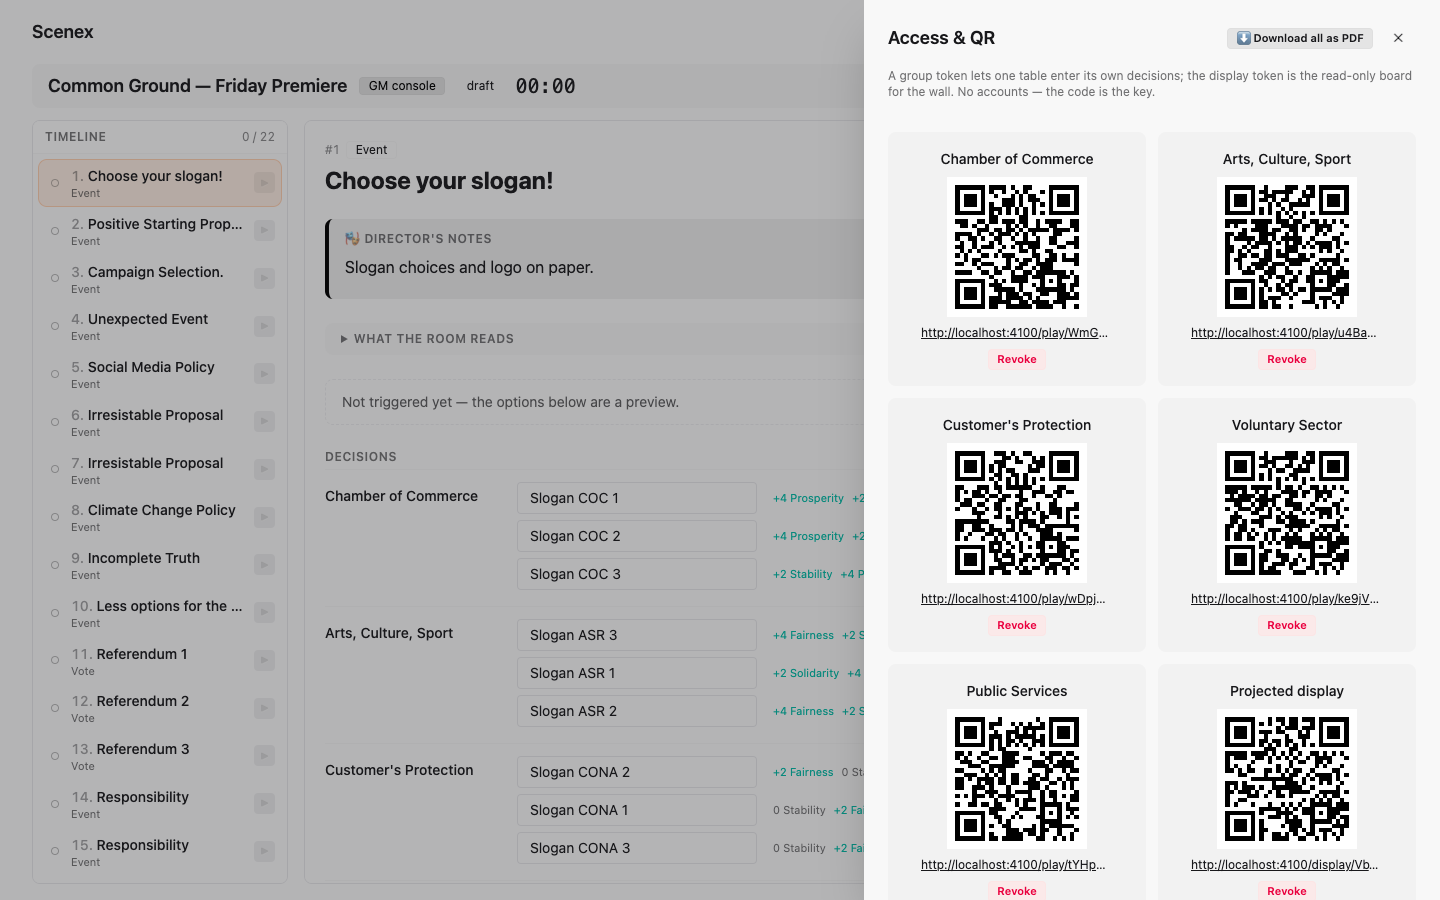 Scenex
Common Ground — Friday Premiere
GM console
draft
00:00
TIMELINE
0 / 22
1. Choose your slogan!
Event
2. Positive Starting Prop...
Event
3. Campaign Selection.
Event
4. Unexpected Event
Event
5. Social Media Policy
Event
6. Irresistable Proposal
Event
7. Irresistable Proposal
Event
8. Climate Change Policy
Event
9. Incomplete Truth
Event
10. Less options for the ...
Event
11. Referendum 1
Vote
12. Referendum 2
Vote
13. Referendum 3
Vote
14. Responsibility
Event
15. Responsibility
Event
#1 Event
Choose your slogan!
DIRECTOR'S NOTES
Slogan choices and logo on paper.
WHAT THE ROOM READS
Not triggered yet — the options below are a preview.
DECISIONS
Chamber of Commerce
Slogan COC 1
+4 Prosperity +2
Slogan COC 2
+4 Prosperity +2
Slogan COC 3
+2 Stability +4 P
Arts, Culture, Sport
Slogan ASR 3
+4 Fairness +2 S
Slogan ASR 1
+2 Solidarity +4
Slogan ASR 2
+4 Fairness +2 S
Customer's Protection
Slogan CONA 2
+2 Fairness 0 Sta
Slogan CONA 1
0 Stability +2 Fai
Slogan CONA 3
0 Stability +2 Fai
Access & QR
Download all as PDF
A group token lets one table enter its own decisions; the display token is the read-only board
for the wall. No accounts — the code is the key.
Chamber of Commerce
http://localhost:4100/play/WmG...
Revoke
Arts, Culture, Sport
http://localhost:4100/play/u4Ba...
Revoke
Customer's Protection
http://localhost:4100/play/wDpj...
Revoke
Voluntary Sector
http://localhost:4100/play/ke9jV...
Revoke
Public Services
http://localhost:4100/play/tYHp...
Revoke
Projected display
http://localhost:4100/display/Vb...
Revoke